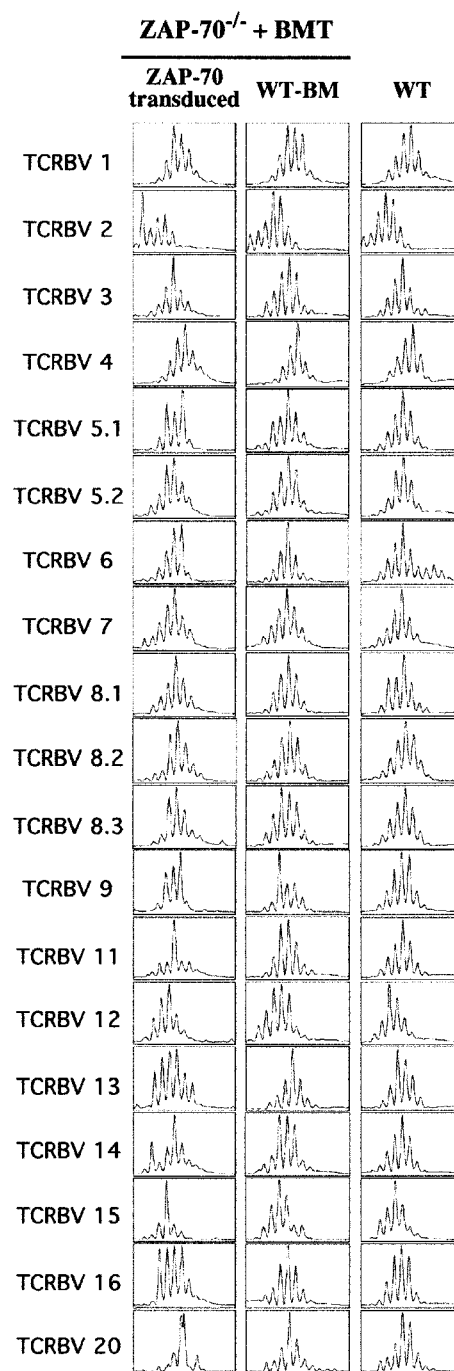 ZAP-70-/- + BMT
ZAP-70 transduced WT-BM WT
TCRBV 1
TCRBV 2
TCRBV 3
TCRBV 4
TCRBV 5.1
TCRBV 5.2
TCRBV 6
TCRBV 7
TCRBV 8.1
TCRBV 8.2
TCRBV 8.3
TCRBV 9
TCRBV 11
TCRBV 12
TCRBV 13
TCRBV 14
TCRBV 15
TCRBV 16
TCRBV 20